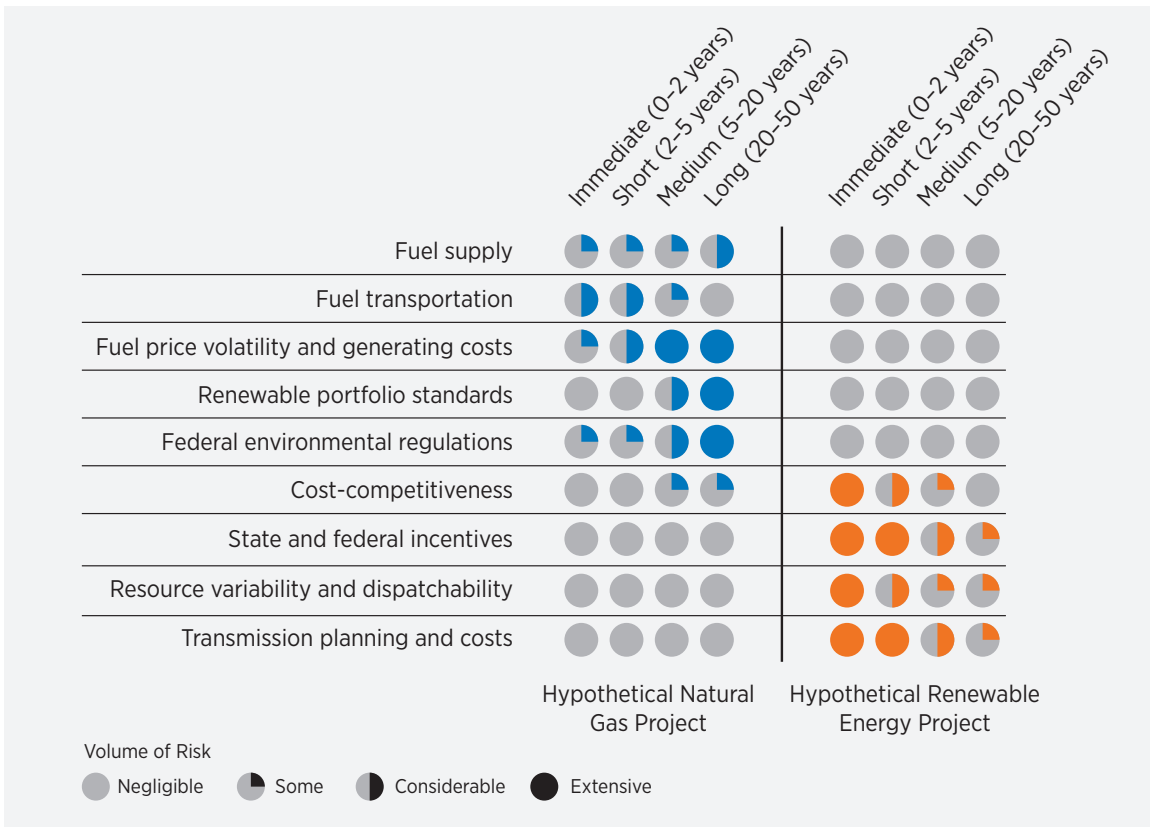 Immediate (0–2 years)
Short (2–5 years)
Medium (5–20 years)
Long (20–50 years)
Immediate (0–2 years)
Short (2–5 years)
Medium (5–20 years)
Long (20–50 years)
Fuel supply
Fuel transportation
Fuel price volatility and generating costs
Renewable portfolio standards
Federal environmental regulations
Cost-competitiveness
State and federal incentives
Resource variability and dispatchability
Transmission planning and costs
Hypothetical Natural
Gas Project
Hypothetical Renewable
Energy Project
Volume of Risk
Negligible
Some
Considerable
Extensive